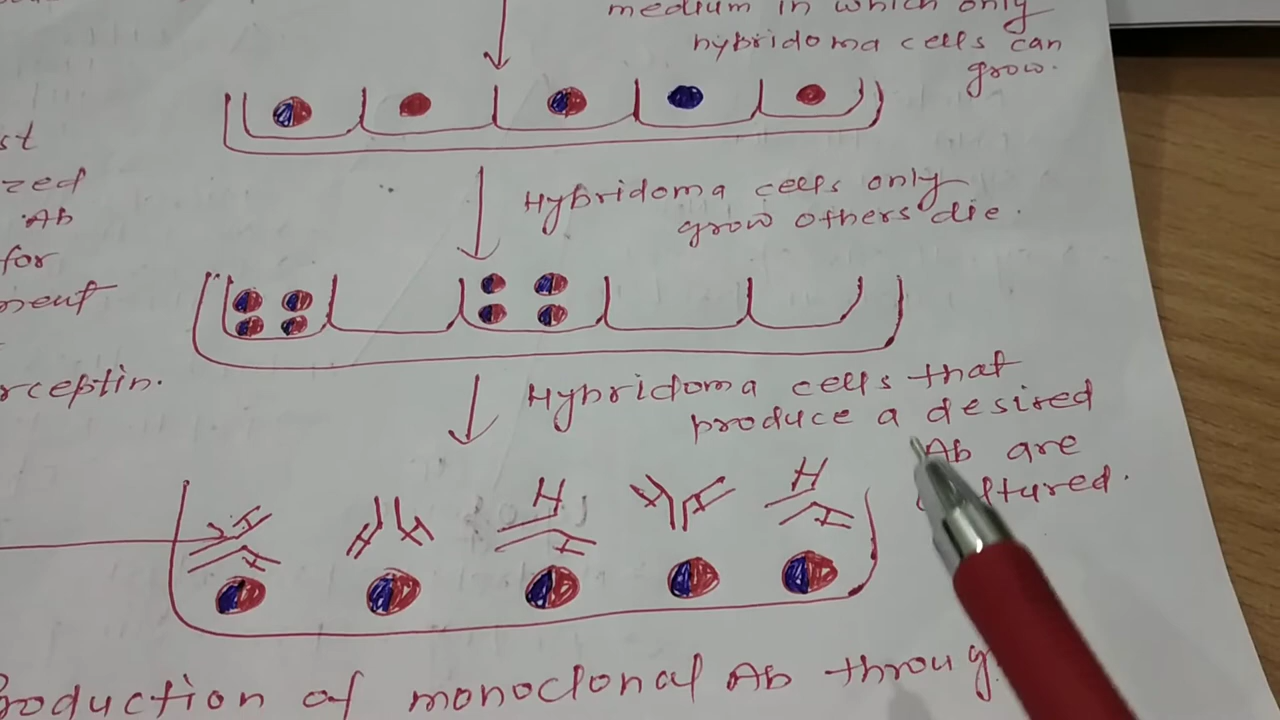 medium in which only
hybridoma cells can
grow.
st
zed
Ab
for
ment
rceptin.
Hybridoma cells only
grow others die.
Hybridoma cells that
produce a desired
Ab are
ltured.
roduction of monoclonal Ab throug